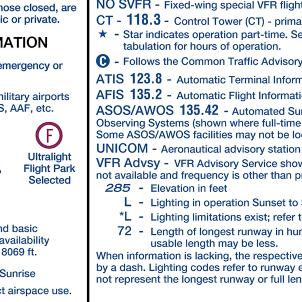 nose closed, are
ic or private.
MATION
emergency or
military airports
S, AAF, etc.
F
Ultralight
Flight Park
Selected
nd basic
availability
8069 ft.
Sunrise
ct airspace use.
NO SVFR - Fixed-wing special VFR flight
CT - 118.3 - Control Tower (CT) - prima
★ - Star indicates operation part-time. Se
tabulation for hours of operation.
C - Follows the Common Traffic Advisory
ATIS 123.8 - Automatic Terminal Inform
AFIS 135.2 - Automatic Flight Informati
ASOS/AWOS 135.42 - Automated Su
Observing Systems (shown where full-time
Some ASOS/AWOS facilities may not be lo
UNICOM - Aeronautical advisory station
VFR Advsy - VFR Advisory Service show
not available and frequency is other than pr
285 - Elevation in feet
L - Lighting in operation Sunset to S
*L - Lighting limitations exist; refer t
72 - Length of longest runway in hun
usable length may be less.
When information is lacking, the respective
by a dash. Lighting codes refer to runway e
not represent the longest runway or full len